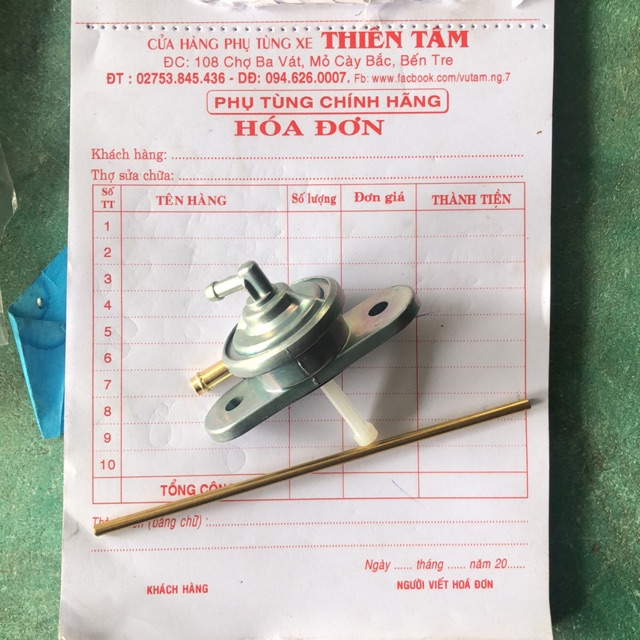 CỬA HÀNG PHỤ TÙNG XE THIÊN TÂM
ĐC: 108 Chợ Ba Vát, Mỏ Cày Bắc, Bến Tre
ĐT : 02753.845.436 - DĐ: 094.626.0007. Fb: www.facbook.com/vutam.ng.7
PHỤ TÙNG CHÍNH HÃNG
HÓA ĐƠN
Khách hàng:
Thợ sửa chữa:
Số TT TÊN HÀNG Số lượng Đơn giá THÀNH TIỀN
1
2
3
4
5
6
7
8
9
10
TỔNG
(bằng chữ) :
Ngày ...... tháng ...... năm 20......
KHÁCH HÀNG NGƯỜI VIẾT HOÁ ĐƠN